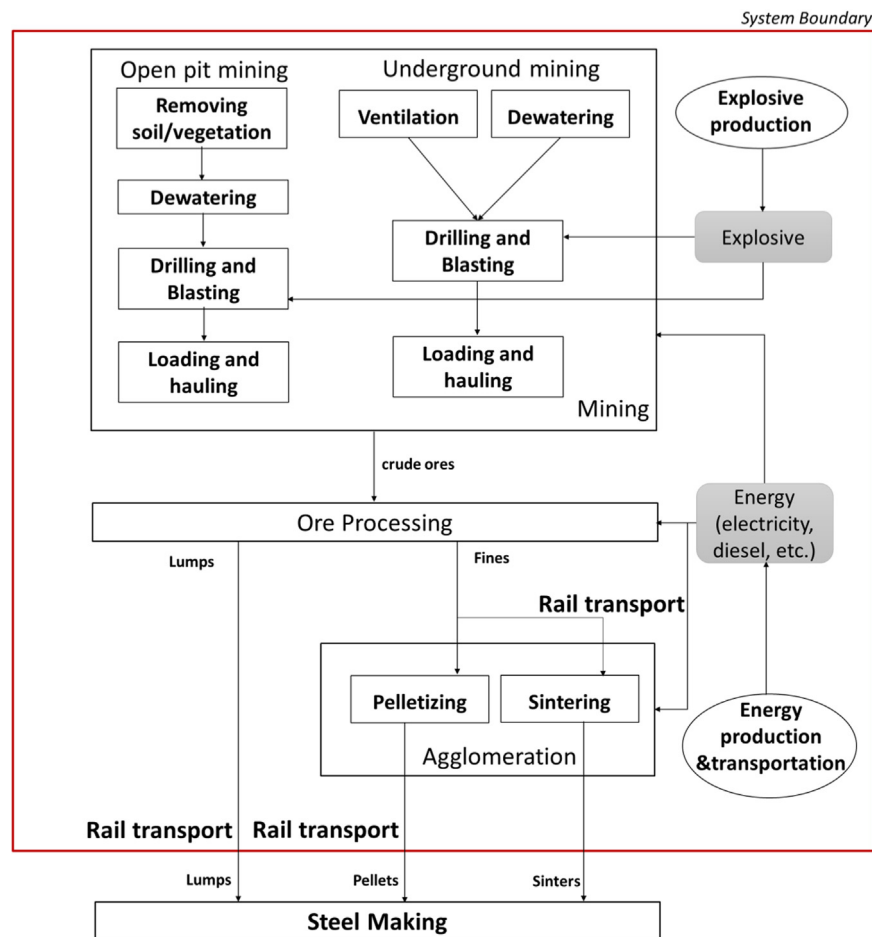 System Boundary
Open pit mining
Underground mining
Removing
soil/vegetation
Ventilation
Dewatering
Explosive
production
Dewatering
Drilling and
Blasting
Explosive
Drilling and
Blasting
Loading and
hauling
Loading and
hauling
Mining
crude ores
Ore Processing
Energy
(electricity,
diesel, etc.)
Lumps
Fines
Rail transport
Pelletizing
Sintering
Energy
production
&transportation
Agglomeration
Rail transport
Rail transport
Lumps
Pellets
Sinters
Steel Making